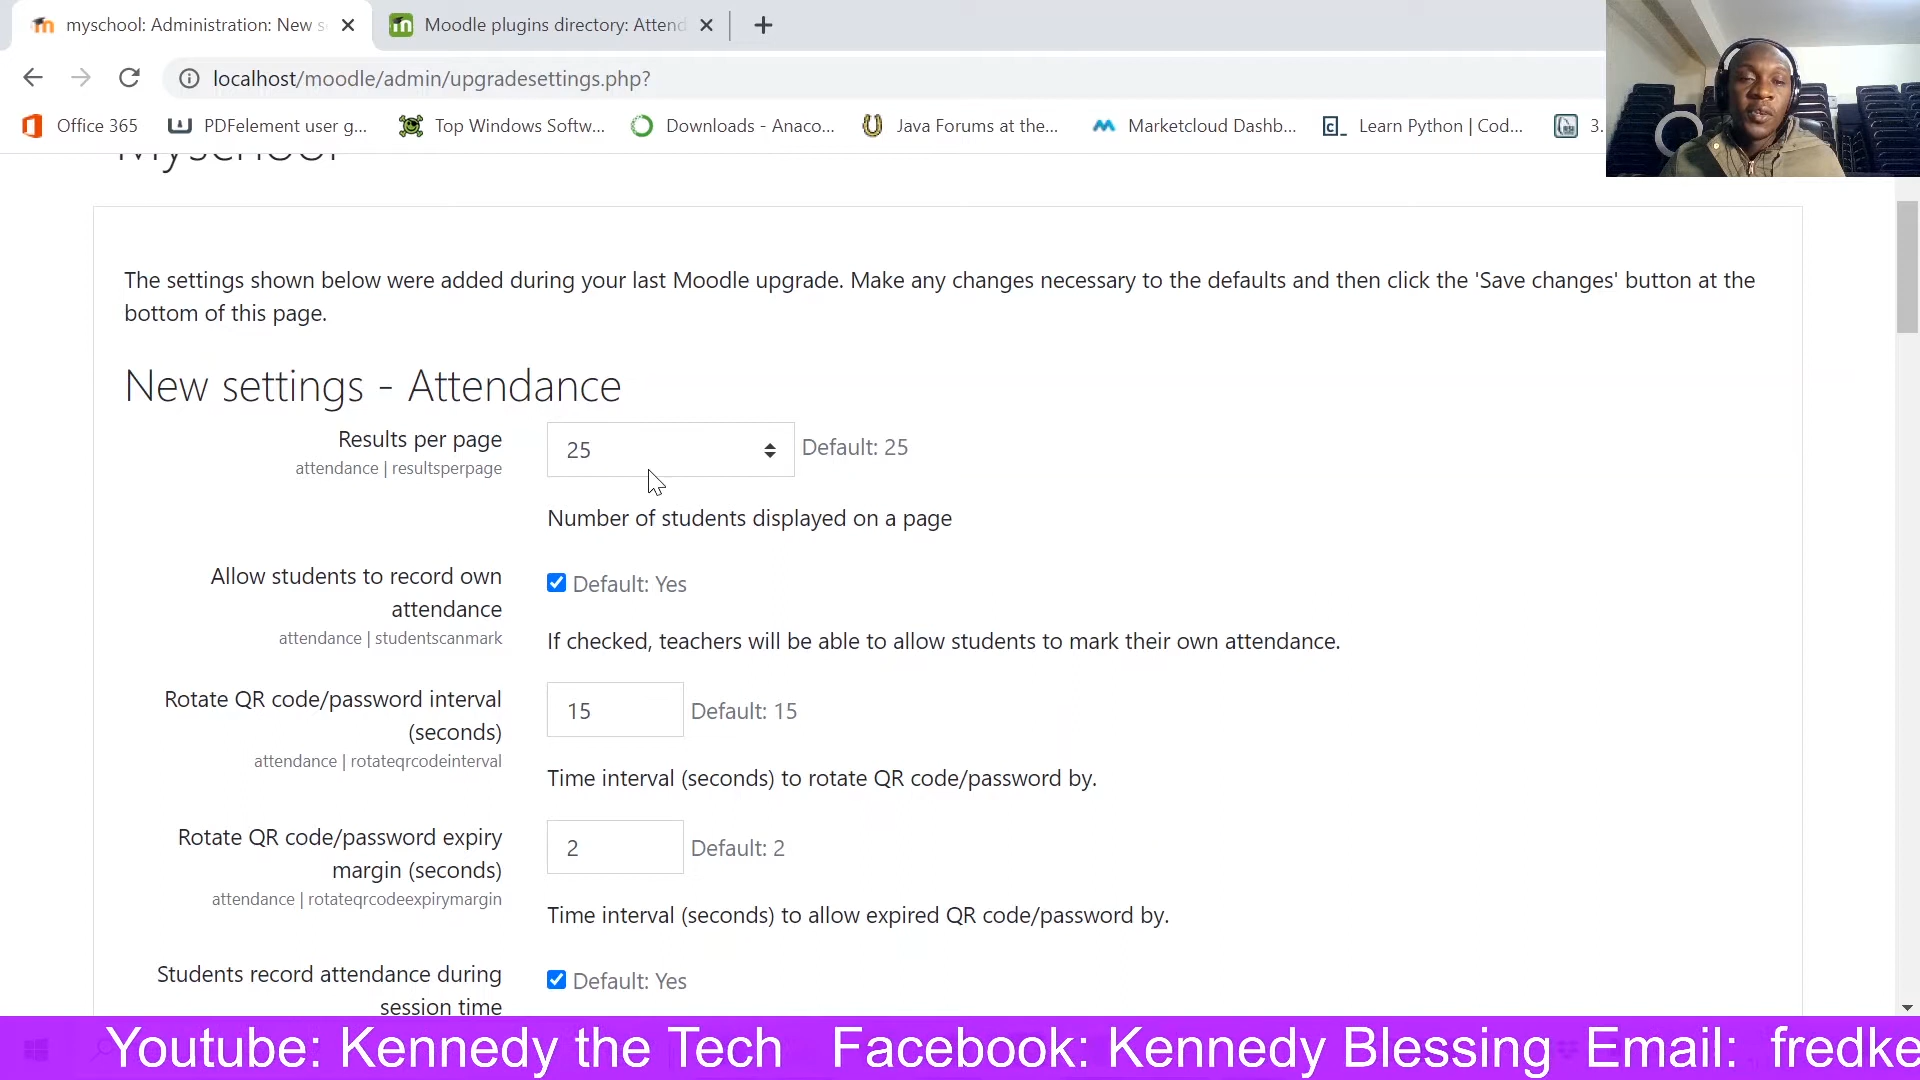 myschool: Administration: New s
Moodle plugins directory: Attend
localhost/moodle/admin/upgradesettings.php?
Office 365
PDFelement user g...
Top Windows Softw...
Downloads - Anaco...
Java Forums at the...
Marketcloud Dashb...
Learn Python | Cod...
3.
Myschool
The settings shown below were added during your last Moodle upgrade. Make any changes necessary to the defaults and then click the 'Save changes' button at the
bottom of this page.
New settings - Attendance
Results per page
attendance | resultsperpage
25
Default: 25
Number of students displayed on a page
Allow students to record own
attendance
attendance | studentscanmark
Default: Yes
If checked, teachers will be able to allow students to mark their own attendance.
Rotate QR code/password interval
(seconds)
attendance | rotateqrcodeinterval
15
Default: 15
Time interval (seconds) to rotate QR code/password by.
Rotate QR code/password expiry
margin (seconds)
attendance | rotateqrcodeexpirymargin
2
Default: 2
Time interval (seconds) to allow expired QR code/password by.
Students record attendance during
session time
Default: Yes
Youtube: Kennedy the Tech Facebook: Kennedy Blessing Email: fredke